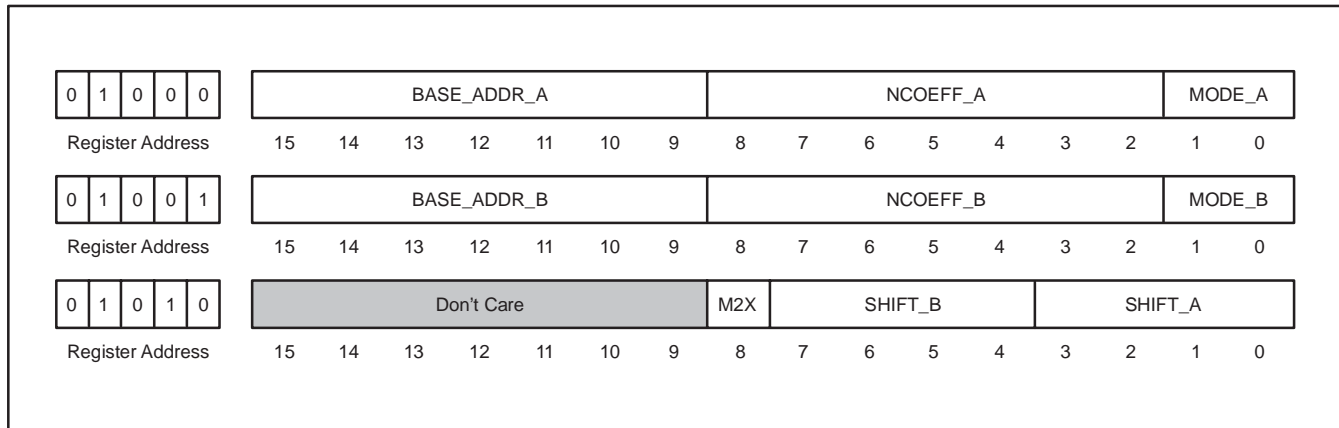 0 1 0 0 0 BASE_ADDR_A NCOEFF_A MODE_A
Register Address 15 14 13 12 11 10 9 8 7 6 5 4 3 2 1 0
0 1 0 0 1 BASE_ADDR_B NCOEFF_B MODE_B
Register Address 15 14 13 12 11 10 9 8 7 6 5 4 3 2 1 0
0 1 0 1 0 Don't Care M2X SHIFT_B SHIFT_A
Register Address 15 14 13 12 11 10 9 8 7 6 5 4 3 2 1 0